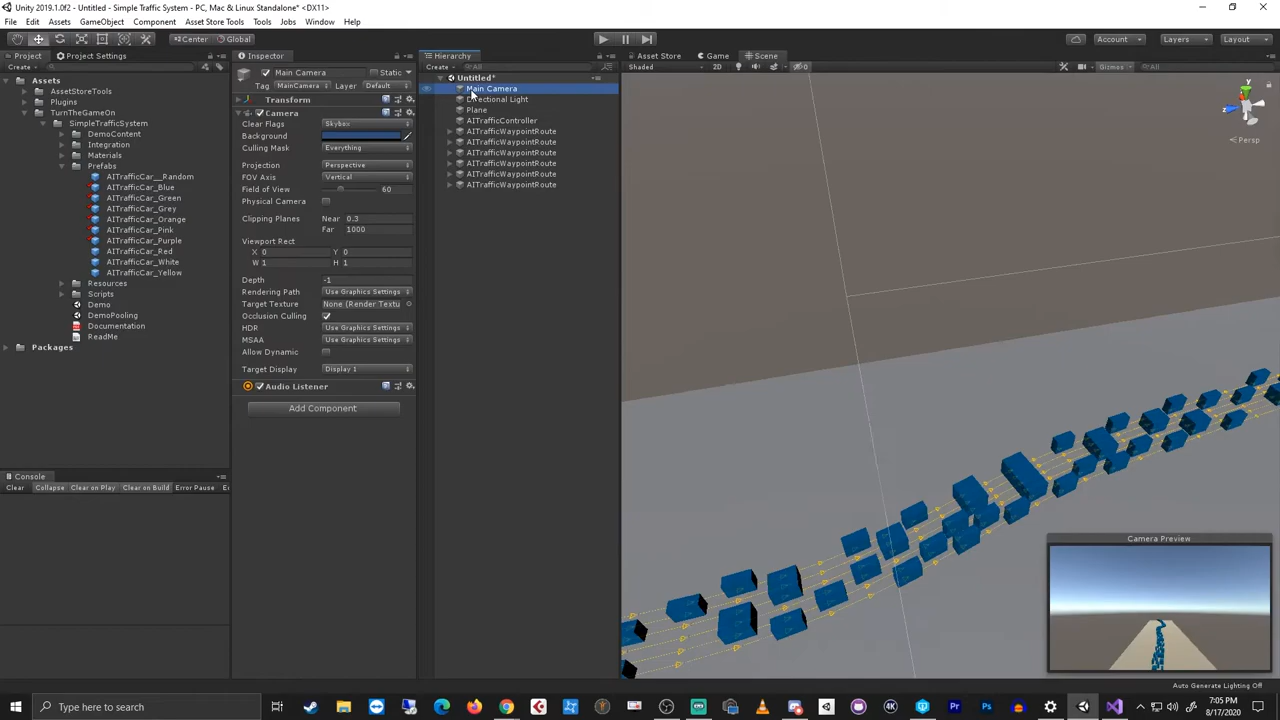 Unity 2019.1.0f2 - Untitled - Simple Traffic System - PC, Mac & Linux Standalone* <DX11>
File Edit Assets GameObject Component Asset Store Tools Tools Jobs Window Help
Center Global
Account Layers Layout
Project Project Settings
Create
Assets
AssetStoreTools
Plugins
TurnTheGameOn
SimpleTrafficSystem
DemoContent
Integration
Materials
Prefabs
AITrafficCar__Random
AITrafficCar_Blue
AITrafficCar_Green
AITrafficCar_Grey
AITrafficCar_Orange
AITrafficCar_Pink
AITrafficCar_Purple
AITrafficCar_Red
AITrafficCar_White
AITrafficCar_Yellow
Resources
Scripts
Demo
DemoPooling
Documentation
ReadMe
Packages
Console
Clear Collapse Clear on Play Clear on Build Error Pause
Inspector
Main Camera Static
Tag MainCamera Layer Default
Transform
Camera
Clear Flags Skybox
Background
Culling Mask Everything
Projection Perspective
FOV Axis Vertical
Field of View 60
Physical Camera
Clipping Planes Near 0.3
Far 1000
Viewport Rect
X 0 Y 0
W 1 H 1
Depth -1
Rendering Path Use Graphics Settings
Target Texture None (Render Textu
Occlusion Culling
HDR Use Graphics Settings
MSAA Use Graphics Settings
Allow Dynamic
Target Display Display 1
Audio Listener
Add Component
Hierarchy
Create All
Untitled*
Main Camera
Directional Light
Plane
AITrafficController
AITrafficWaypointRoute
AITrafficWaypointRoute
AITrafficWaypointRoute
AITrafficWaypointRoute
AITrafficWaypointRoute
AITrafficWaypointRoute
Asset Store Game Scene
Shaded 2D 0 Gizmos All
y
z
Persp
Camera Preview
Auto Generate Lighting Off
Type here to search
Pr Ps 4K
7:05 PM
8/17/2020